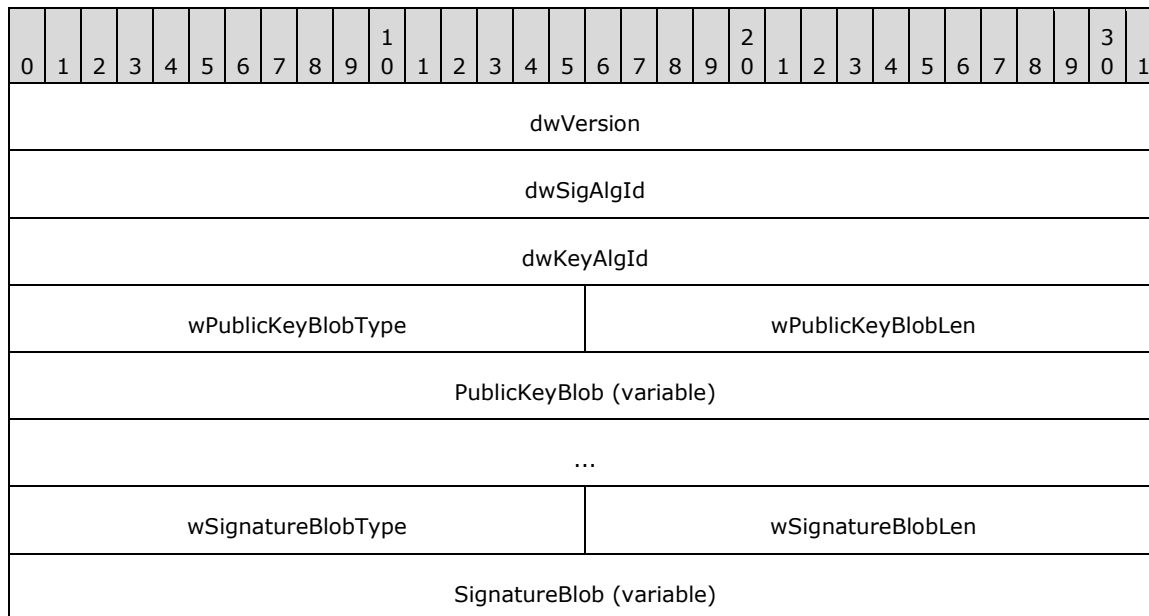 1 2 3
0 1 2 3 4 5 6 7 8 9 0 1 2 3 4 5 6 7 8 9 0 1 2 3 4 5 6 7 8 9 0 1
dwVersion
dwSigAlgId
dwKeyAlgId
wPublicKeyBlobType wPublicKeyBlobLen
PublicKeyBlob (variable)
...
wSignatureBlobType wSignatureBlobLen
SignatureBlob (variable)